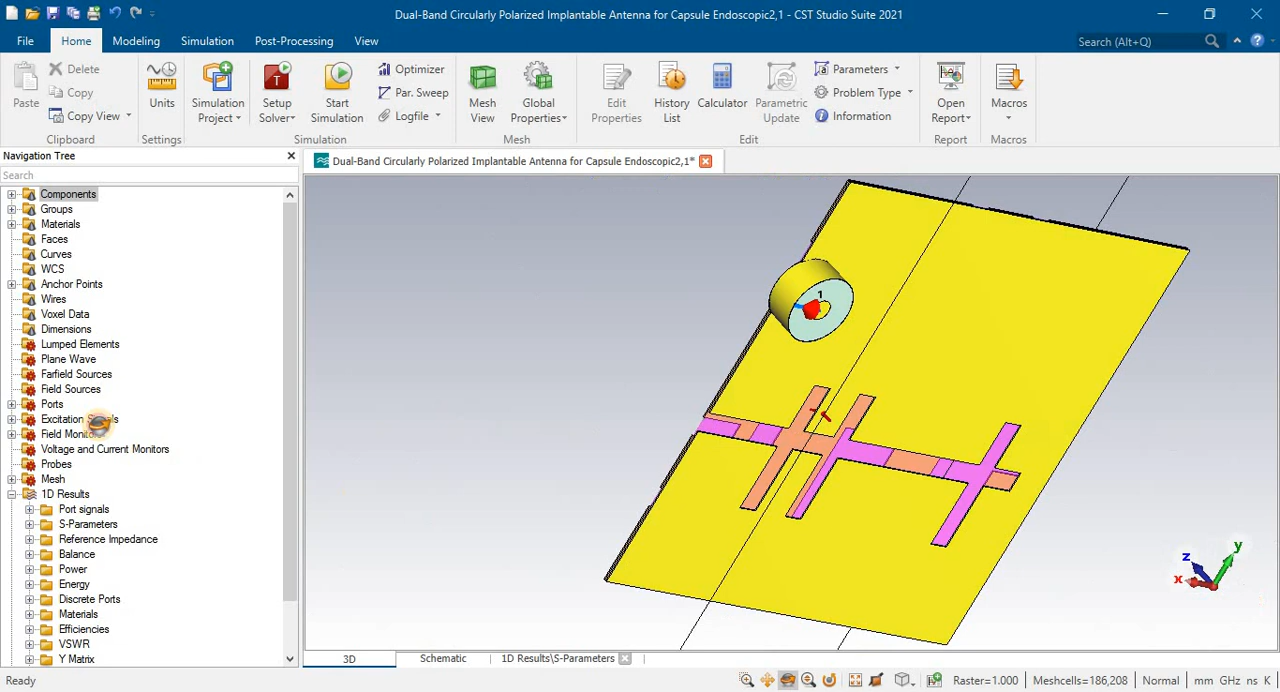 Dual-Band Circularly Polarized Implantable Antenna for Capsule Endoscopic2,1 - CST Studio Suite 2021
File Home Modeling Simulation Post-Processing View Search (Alt+Q)
Paste Delete Copy Copy View Units Simulation Project Setup Solver Start Simulation Optimizer Par. Sweep Logfile Mesh View Global Properties Edit Properties History List Calculator Parametric Update Parameters Problem Type Information Open Report Macros
Clipboard Settings Simulation Mesh Edit Report Macros
Navigation Tree
Dual-Band Circularly Polarized Implantable Antenna for Capsule Endoscopic2,1*
Search
Components
Groups
Materials
Faces
Curves
WCS
Anchor Points
Wires
Voxel Data
Dimensions
Lumped Elements
Plane Wave
Farfield Sources
Field Sources
Ports
Excitation Signals
Field Monitors
Voltage and Current Monitors
Probes
Mesh
1D Results
Port signals
S-Parameters
Reference Impedance
Balance
Power
Energy
Discrete Ports
Materials
Efficiencies
VSWR
Y Matrix
1
x y z
3D Schematic 1D Results\S-Parameters
Ready Raster=1.000 Meshcells=186,208 Normal mm GHz ns K